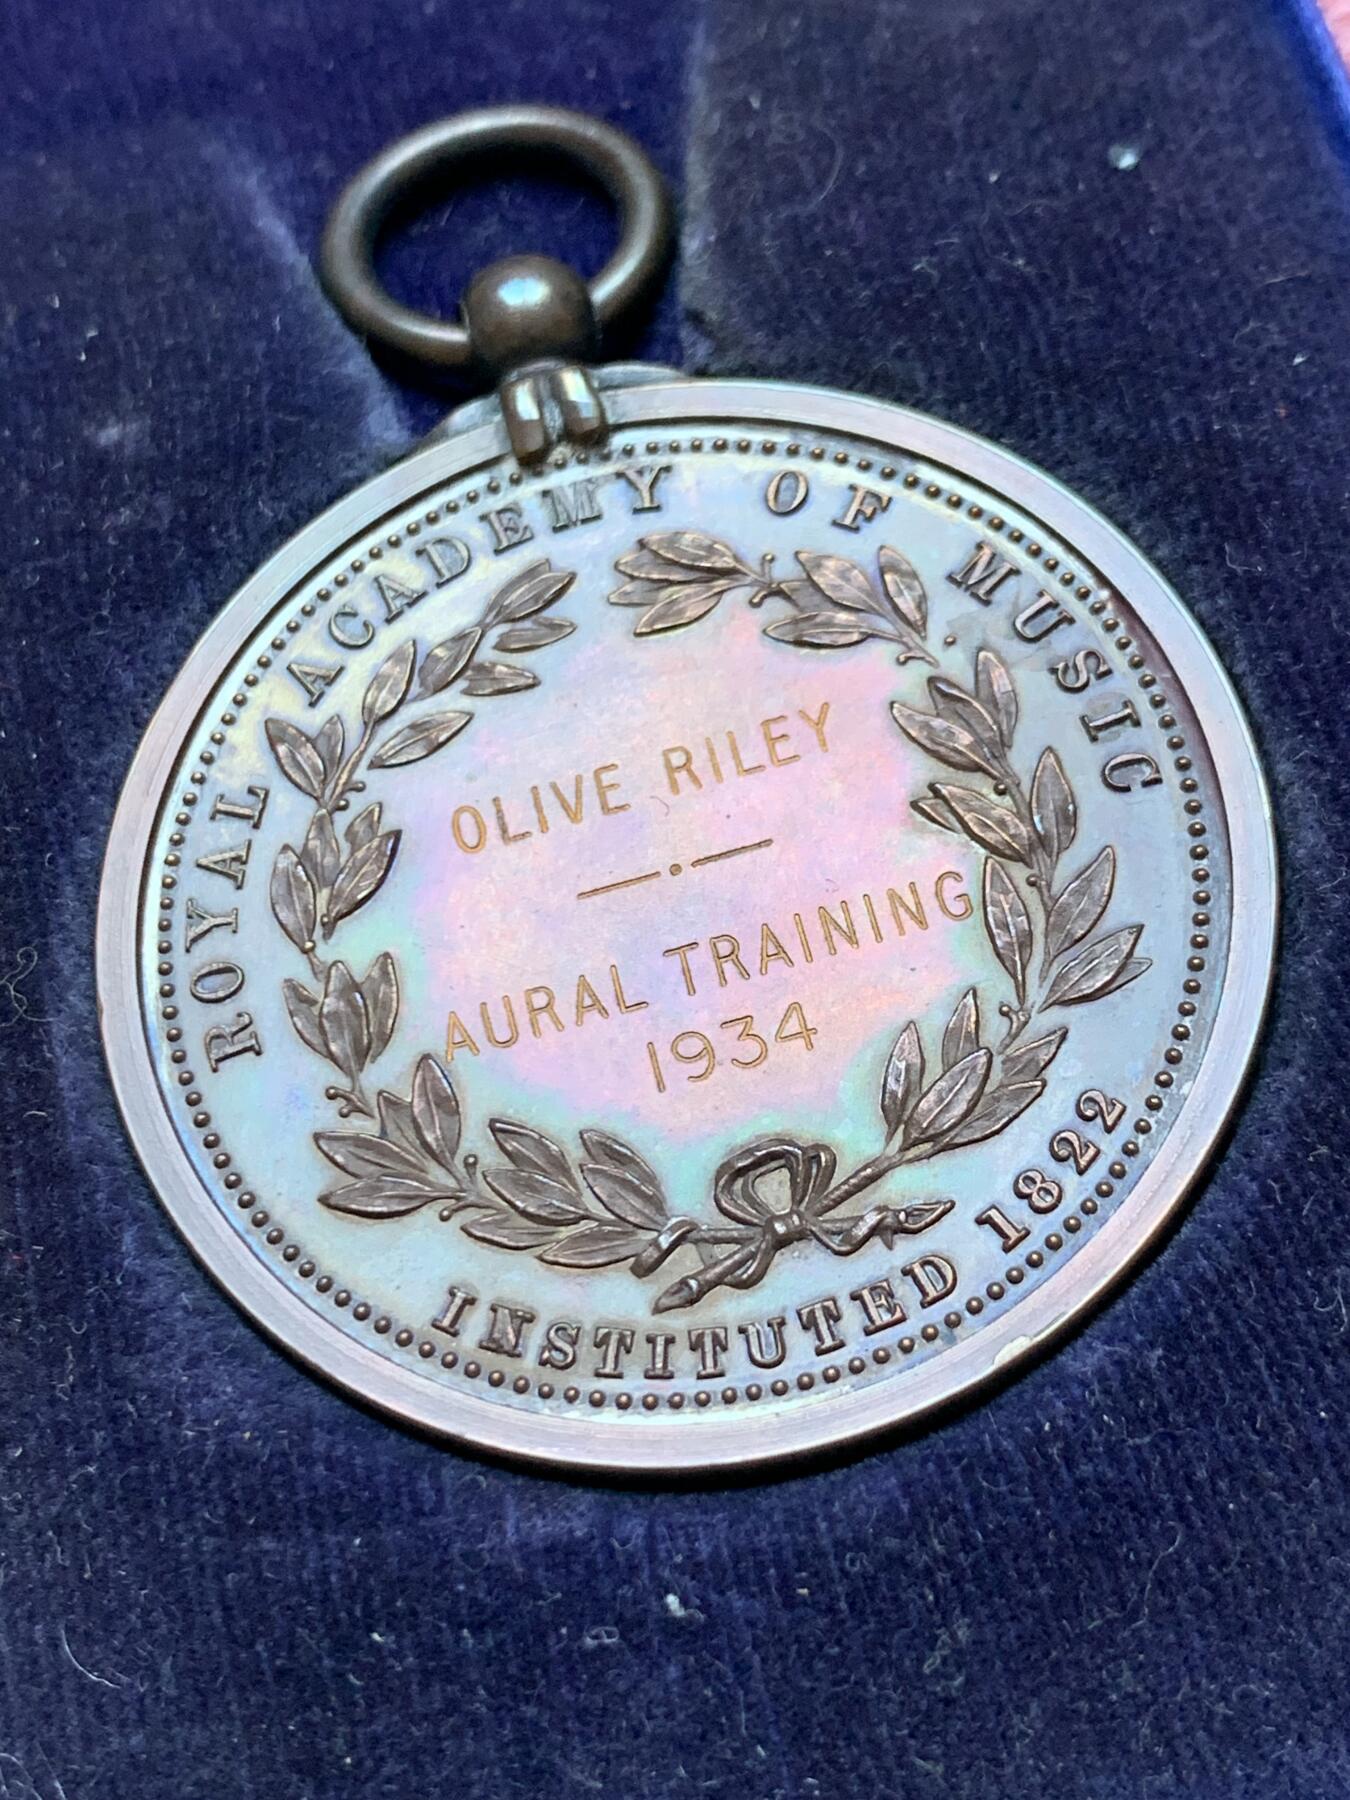 ROYAL ACADEMY OF MUSIC
OLIVE RILEY
AURAL TRAINING
1934
INSTITUTED 1822